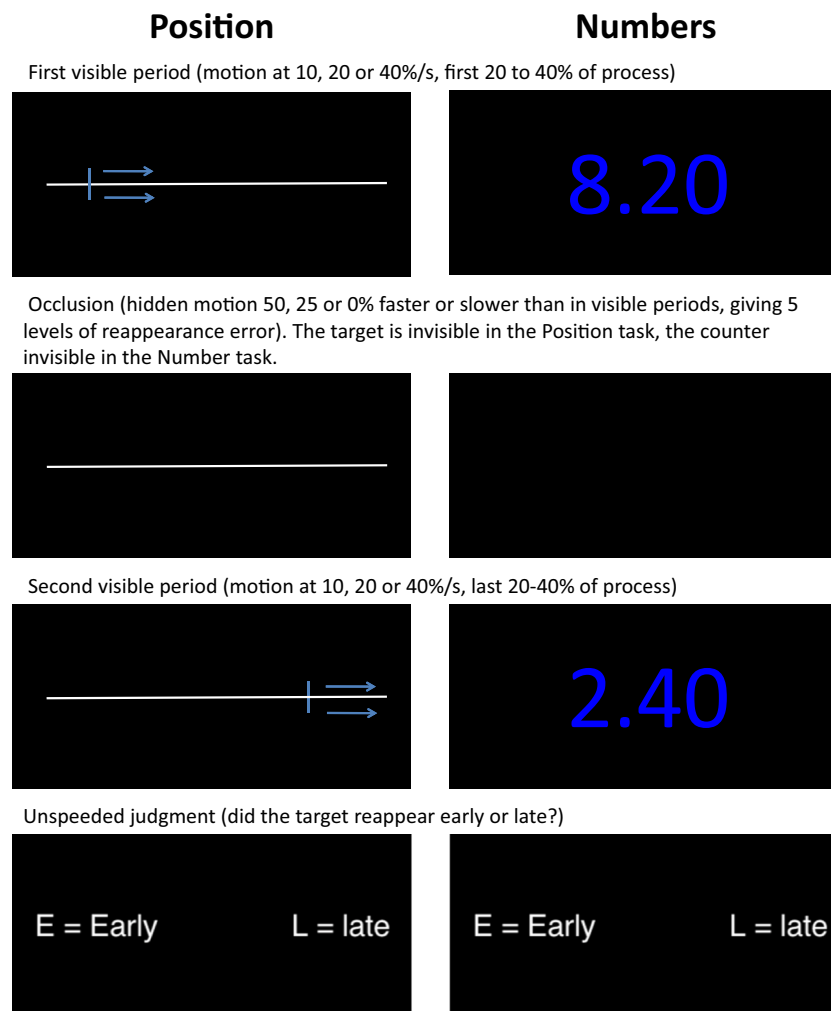 Position
Numbers
First visible period (motion at 10, 20 or 40%/s, first 20 to 40% of process)
8.20
Occlusion (hidden motion 50, 25 or 0% faster or slower than in visible periods, giving 5
levels of reappearance error). The target is invisible in the Position task, the counter
invisible in the Number task.
Second visible period (motion at 10, 20 or 40%/s, last 20-40% of process)
2.40
Unspeeded judgment (did the target reappear early or late?)
E = Early
L = late
E = Early
L = late